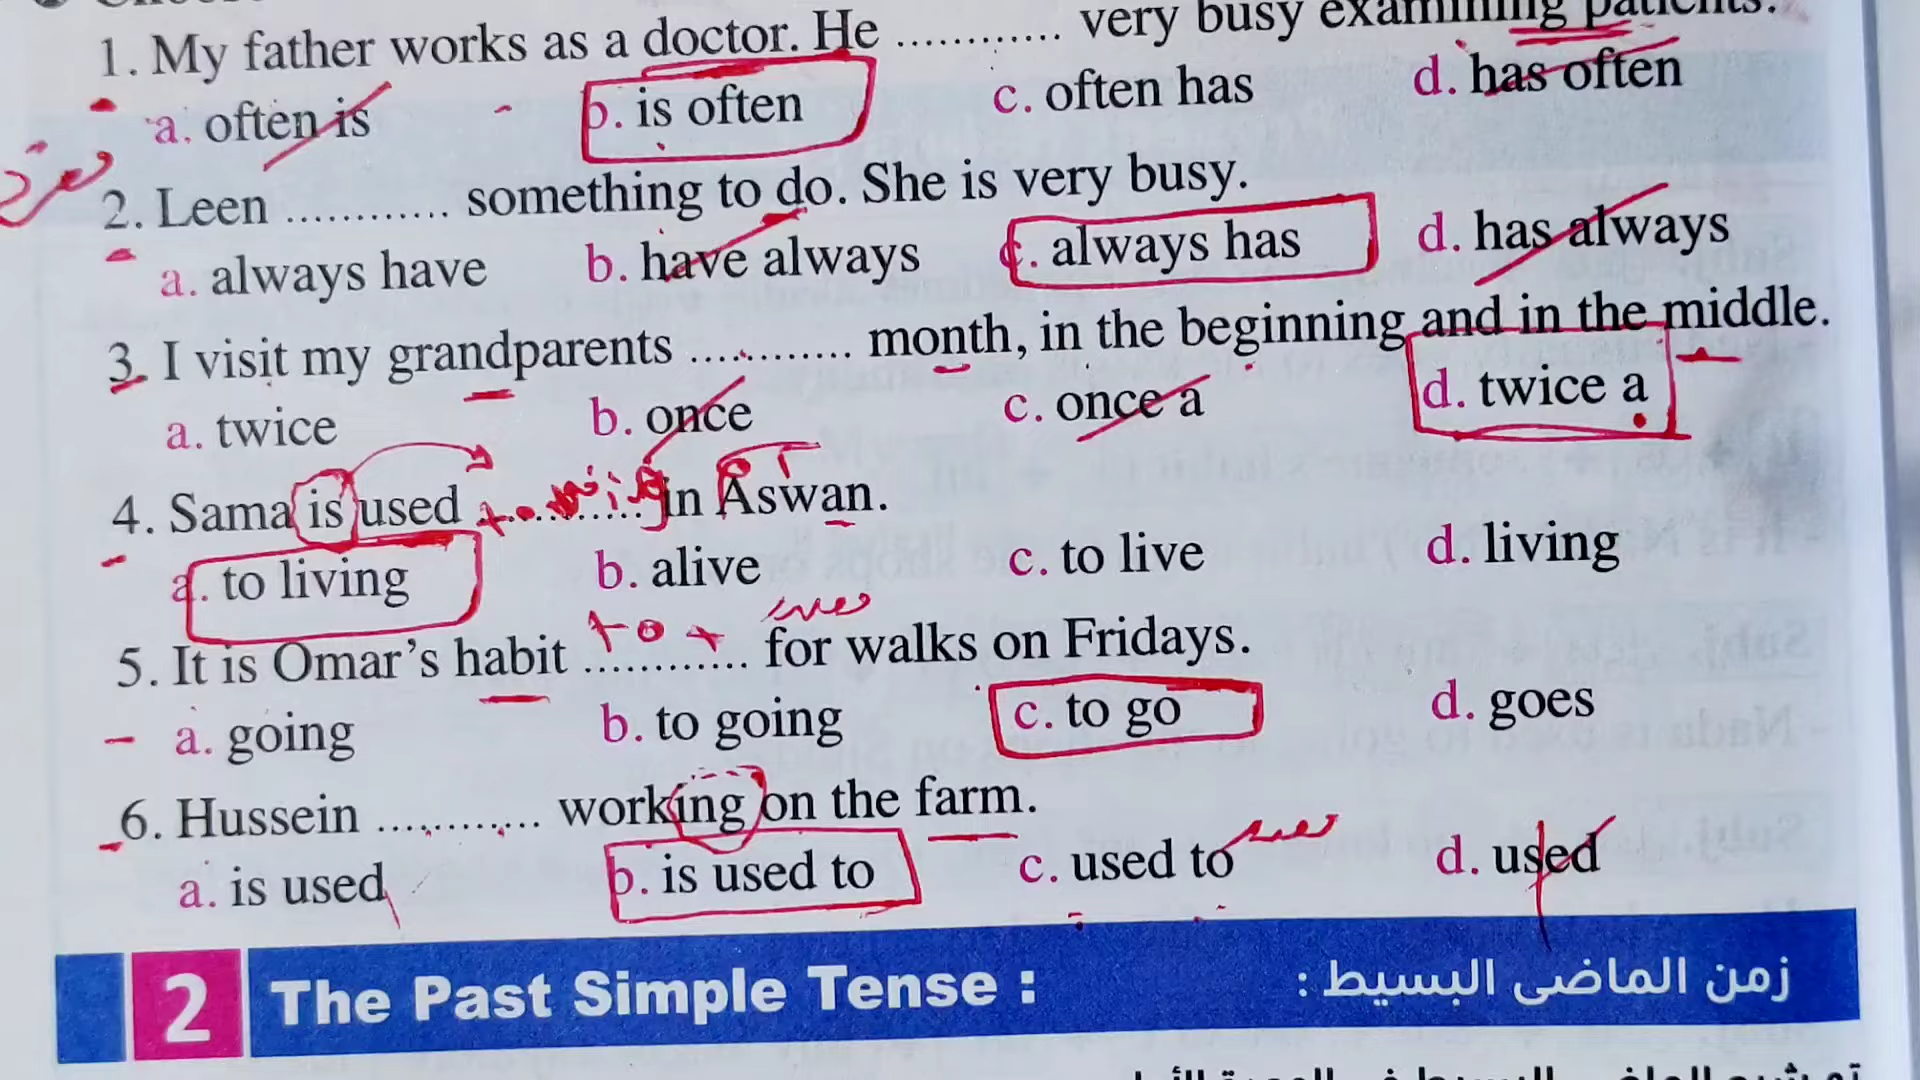 1. My father works as a doctor. He ............ very busy examining patients.
a. often is b. is often c. often has d. has often
2. Leen ............ something to do. She is very busy.
a. always have b. have always c. always has d. has always
3. I visit my grandparents ............ month, in the beginning and in the middle.
a. twice b. once c. once a d. twice a
4. Sama is used ............ in Aswan.
a. to living b. alive c. to live d. living
to + مصدر
5. It is Omar’s habit ............ for walks on Fridays.
a. going b. to going c. to go d. goes
6. Hussein ............ working on the farm.
a. is used b. is used to c. used to مصدر d. used
2 The Past Simple Tense : زمن الماضى البسيط :